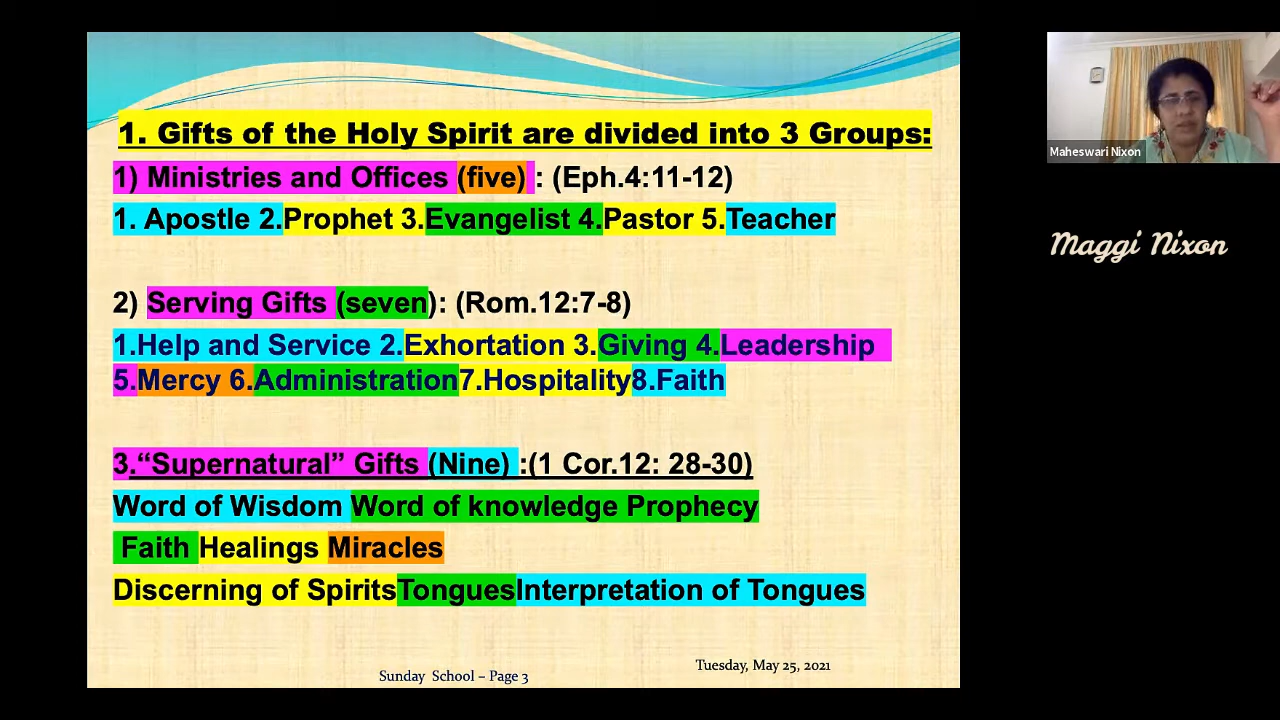 1. Gifts of the Holy Spirit are divided into 3 Groups:
1) Ministries and Offices (five) : (Eph.4:11-12)
1. Apostle 2.Prophet 3.Evangelist 4.Pastor 5.Teacher
2) Serving Gifts (seven): (Rom.12:7-8)
1.Help and Service 2.Exhortation 3.Giving 4.Leadership
5.Mercy 6.Administration7.Hospitality8.Faith
3.“Supernatural” Gifts (Nine) :(1 Cor.12: 28-30)
Word of Wisdom Word of knowledge Prophecy
Faith Healings Miracles
Discerning of SpiritsTonguesInterpretation of Tongues
Sunday School – Page 3
Tuesday, May 25, 2021
Maheswari Nixon
Maggi Nixon